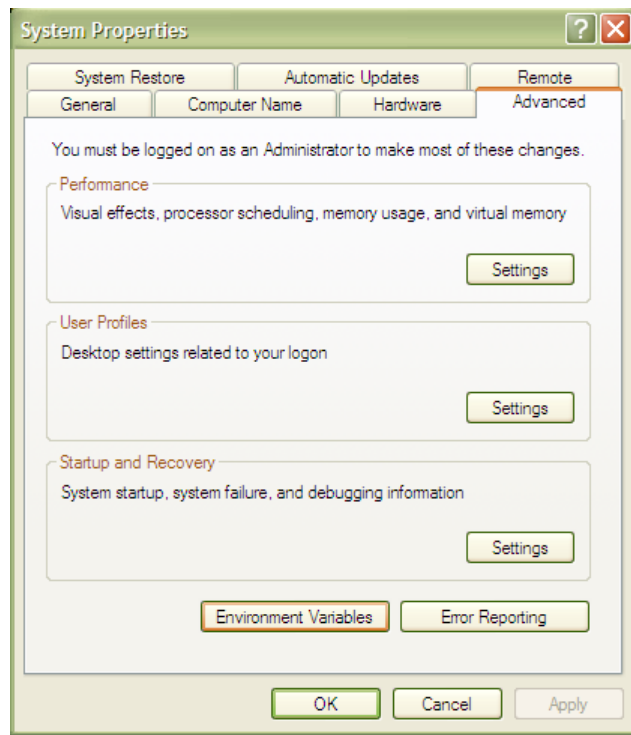 System Properties
System Restore Automatic Updates Remote
General Computer Name Hardware Advanced
You must be logged on as an Administrator to make most of these changes.
Performance
Visual effects, processor scheduling, memory usage, and virtual memory
Settings
User Profiles
Desktop settings related to your logon
Settings
Startup and Recovery
System startup, system failure, and debugging information
Settings
Environment Variables Error Reporting
OK Cancel Apply